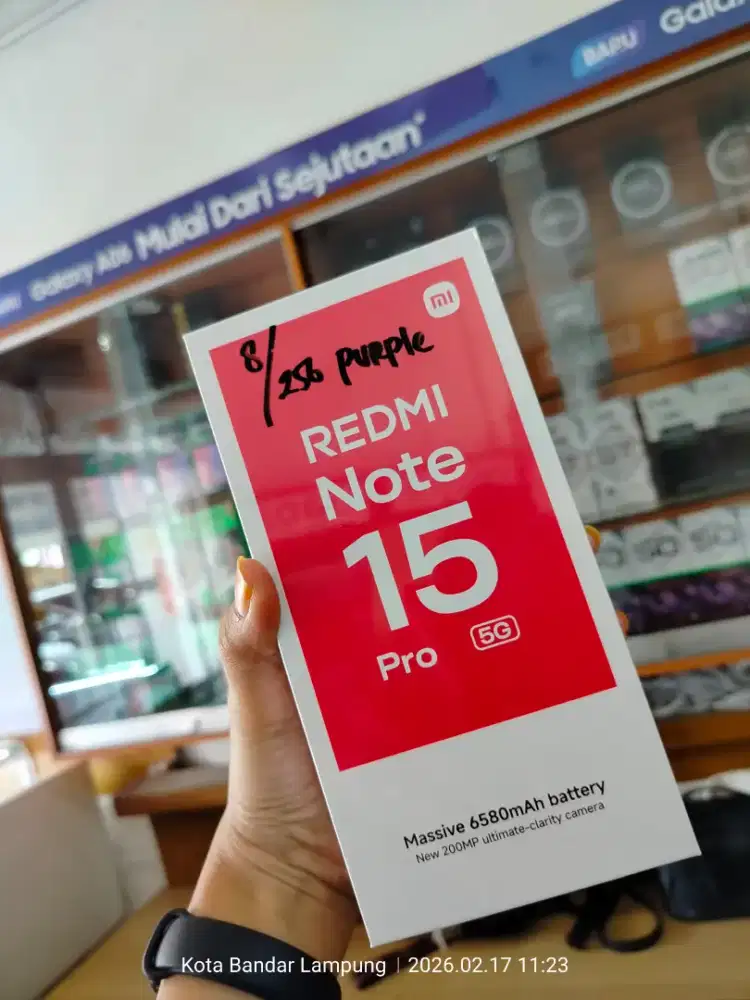 BARU
Galaxy A16 Mulai Dari Sejutaan*
mi
8/256 PURPLE
REDMI
Note
15
Pro 5G
Massive 6580mAh battery
New 200MP ultimate-clarity camera
Kota Bandar Lampung | 2026.02.17 11:23